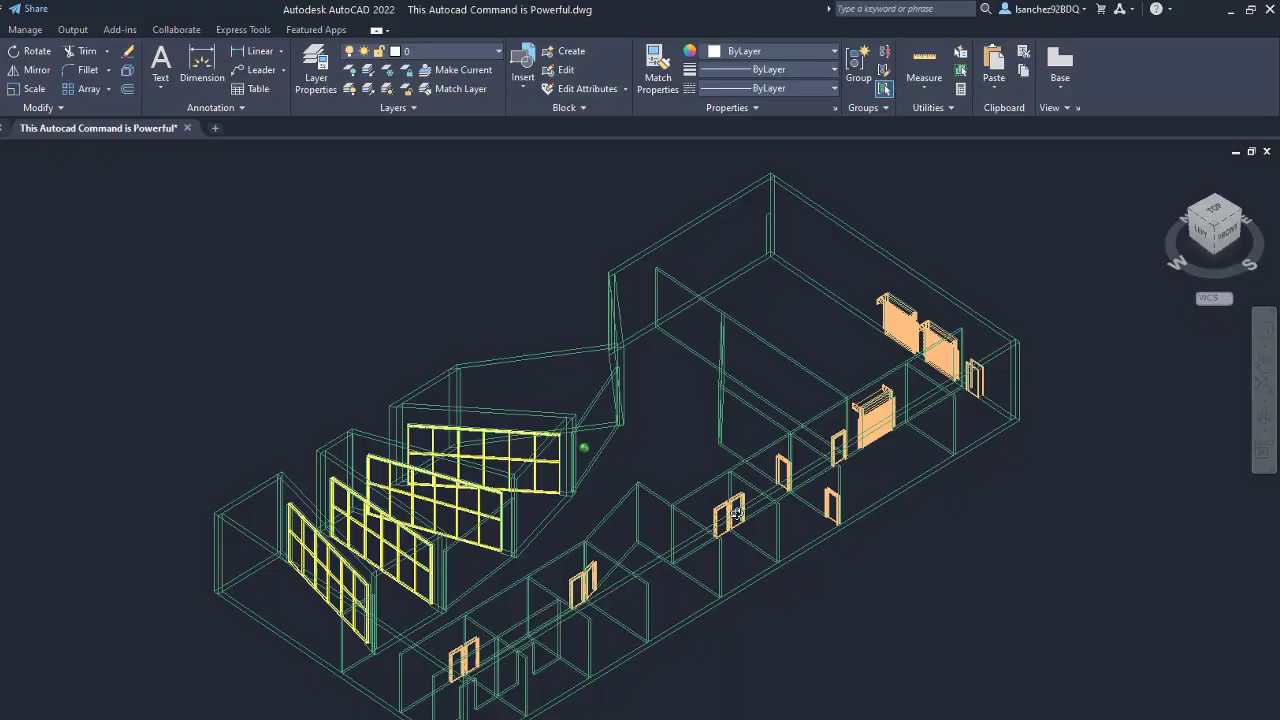 Share
Autodesk AutoCAD 2022 This Autocad Command is Powerful.dwg
Type a keyword or phrase
lsanchez92BDQ
?
Manage Output Add-ins Collaborate Express Tools Featured Apps
Rotate Trim
Mirror Fillet
Scale Array
Modify
Text
Dimension
Linear
Leader
Table
Annotation
Layer
Properties
0
Make Current
Match Layer
Layers
Insert
Create
Edit
Edit Attributes
Block
Match
Properties
ByLayer
ByLayer
ByLayer
Properties
Group
Groups
Measure
Utilities
Paste
Clipboard
Base
View
This Autocad Command is Powerful*
TOP
LEFT
FRONT
N
E
W
S
WCS